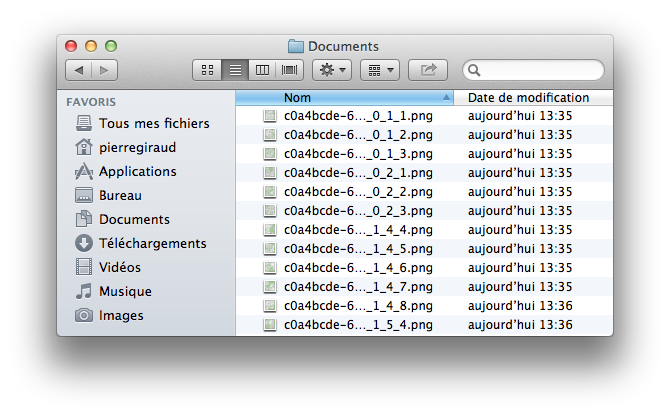 Documents
FAVORIS
Tous mes fichiers
pierregiraud
Applications
Bureau
Documents
Téléchargements
Vidéos
Musique
Images
Nom Date de modification
c0a4bcde-6..._0_1_1.png aujourd'hui 13:35
c0a4bcde-6..._0_1_2.png aujourd'hui 13:35
c0a4bcde-6..._0_1_3.png aujourd'hui 13:35
c0a4bcde-6..._0_2_1.png aujourd'hui 13:35
c0a4bcde-6..._0_2_2.png aujourd'hui 13:35
c0a4bcde-6..._0_2_3.png aujourd'hui 13:35
c0a4bcde-6..._1_4_4.png aujourd'hui 13:35
c0a4bcde-6..._1_4_5.png aujourd'hui 13:35
c0a4bcde-6..._1_4_6.png aujourd'hui 13:35
c0a4bcde-6..._1_4_7.png aujourd'hui 13:35
c0a4bcde-6..._1_4_8.png aujourd'hui 13:36
c0a4bcde-6..._1_5_4.png aujourd'hui 13:36